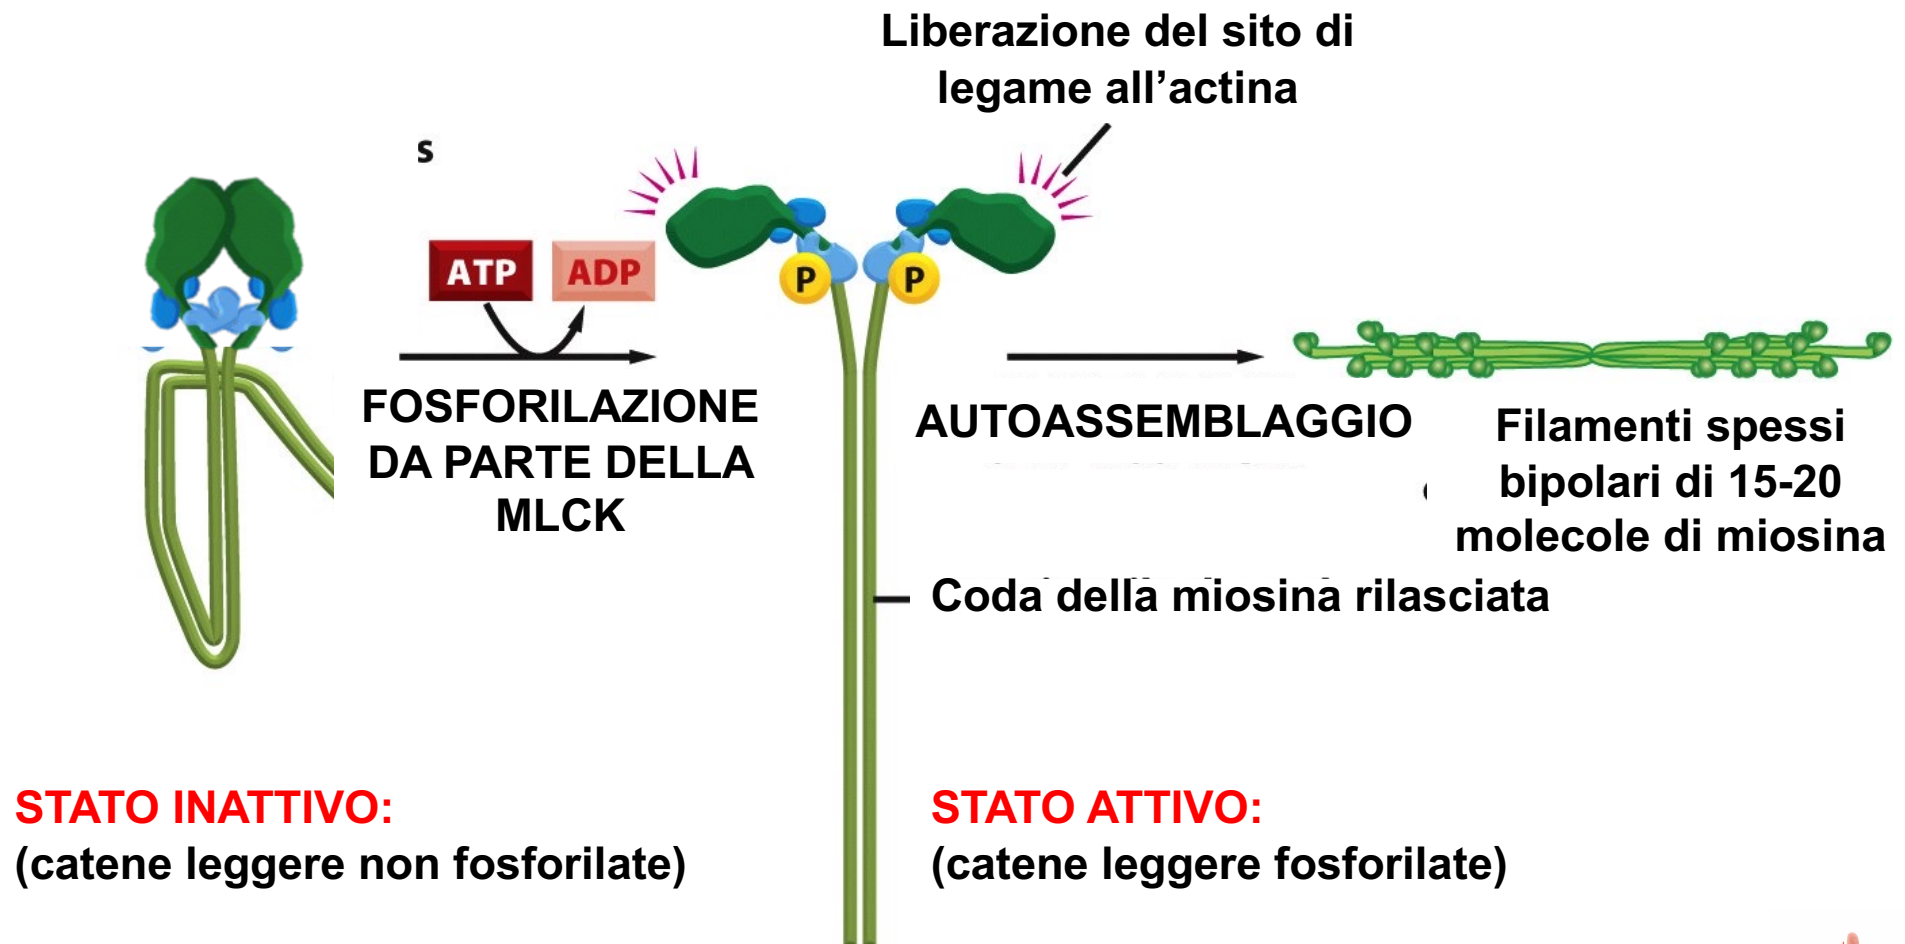 Liberazione del sito di
legame all’actina
s
ATP
ADP
P
P
FOSFORILAZIONE
DA PARTE DELLA
MLCK
AUTOASSEMBLAGGIO
Filamenti spessi
bipolari di 15-20
molecole di miosina
Coda della miosina rilasciata
STATO INATTIVO:
(catene leggere non fosforilate)
STATO ATTIVO:
(catene leggere fosforilate)